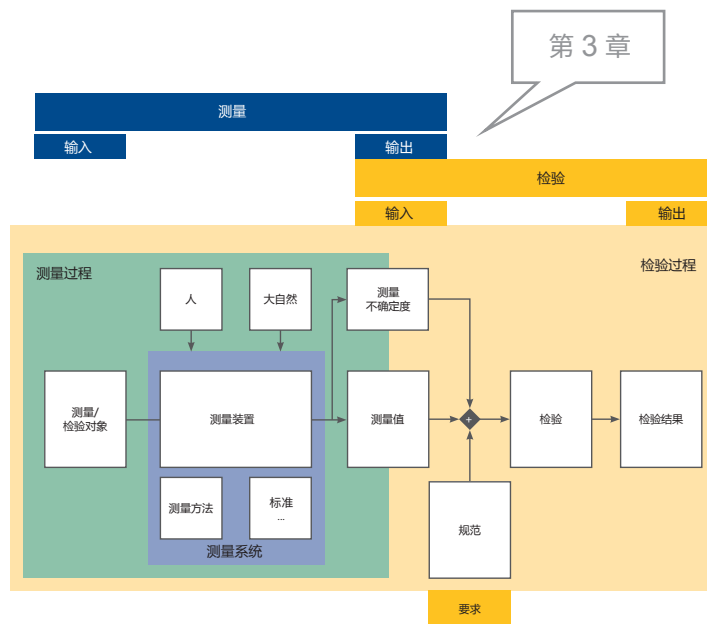 第 3 章
测量
输入
输出
检验
输入
输出
测量过程
检验过程
人
大自然
测量
不确定度
测量/
检验对象
测量装置
测量值
+
检验
检验结果
测量方法
标准
...
规范
测量系统
要求